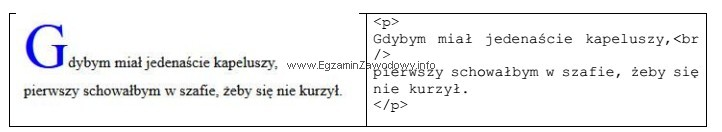 Gdybym miał jedenaście kapeluszy,
pierwszy schowałbym w szafie, żeby się nie kurzył.
www.EgzaminZawodowy.info
<p>
Gdybym miał jedenaście kapeluszy,<br
/>
pierwszy schowałbym w szafie, żeby się
nie kurzył.
</p>